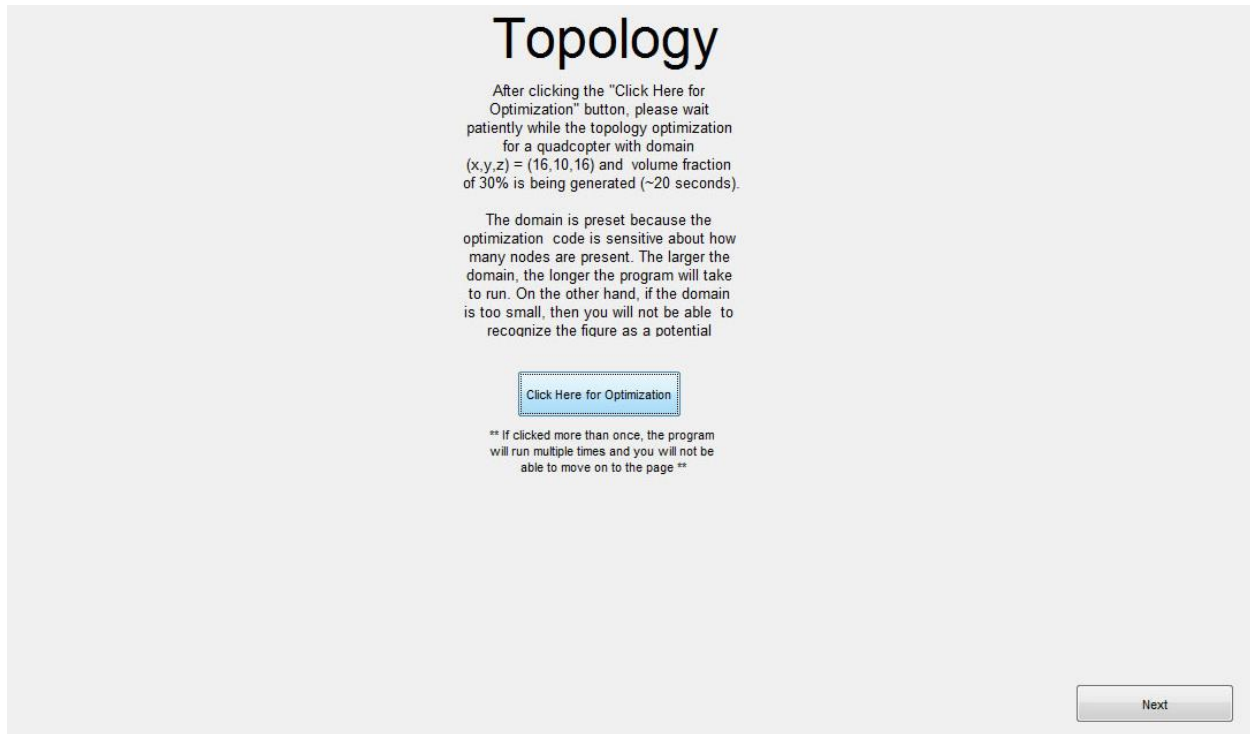 Topology
After clicking the "Click Here for
Optimization" button, please wait
patiently while the topology optimization
for a quadcopter with domain
(x,y,z) = (16,10,16) and volume fraction
of 30% is being generated (~20 seconds).
The domain is preset because the
optimization code is sensitive about how
many nodes are present. The larger the
domain, the longer the program will take
to run. On the other hand, if the domain
is too small, then you will not be able to
recognize the figure as a potential
Click Here for Optimization
** If clicked more than once, the program
will run multiple times and you will not be
able to move on to the page **
Next